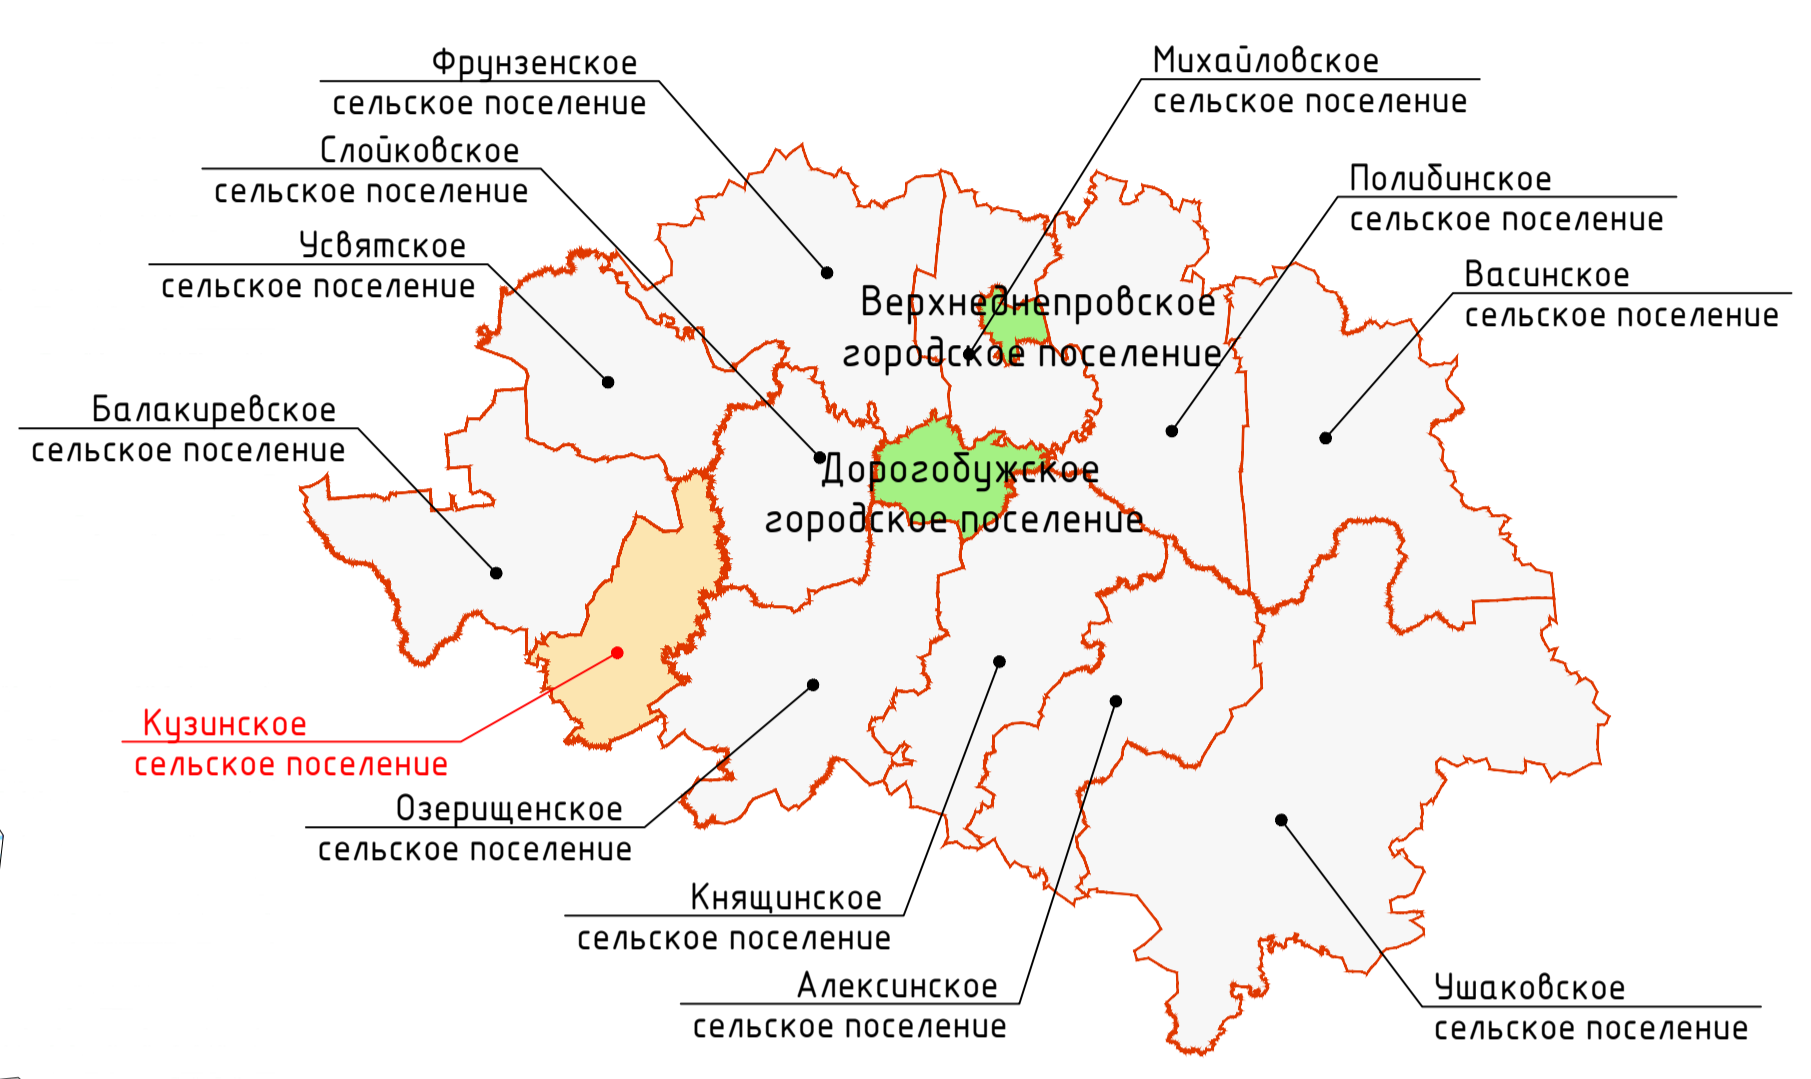 Фрунзенское
сельское поселение
Михайловское
сельское поселение
Слойковское
сельское поселение
Полибинское
сельское поселение
Усвятское
сельское поселение
Васинское
сельское поселение
Верхнеднепровское
городское поселение
Балакиревское
сельское поселение
Дорогобужское
городское поселение
Кузинское
сельское поселение
Озерищенское
сельское поселение
Княщинское
сельское поселение
Алексинское
сельское поселение
Ушаковское
сельское поселение